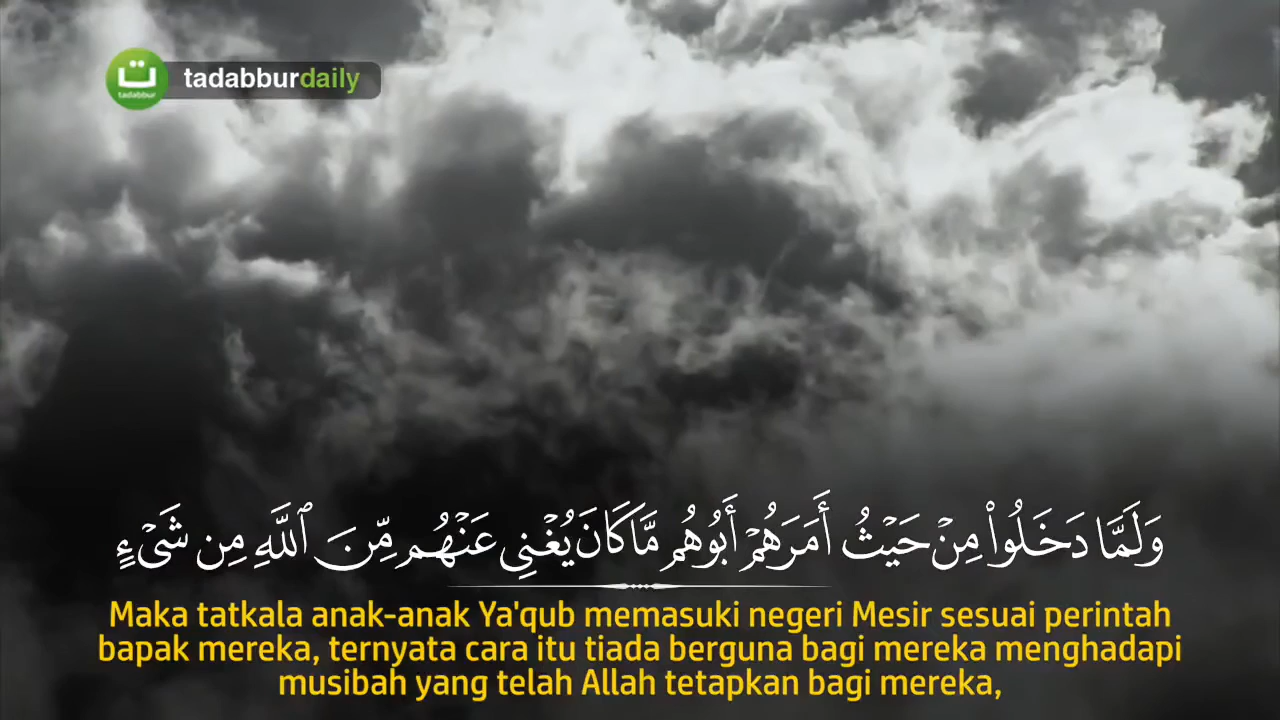 ت
tadabbur
tadabburdaily
وَلَمَّا دَخَلُوا۟ مِنْ حَيْثُ أَمَرَهُمْ أَبُوهُم مَّا كَانَ يُغْنِى عَنْهُم مِّنَ ٱللَّهِ مِن شَىْءٍ
Maka tatkala anak-anak Ya'qub memasuki negeri Mesir sesuai perintah
bapak mereka, ternyata cara itu tiada berguna bagi mereka menghadapi
musibah yang telah Allah tetapkan bagi mereka,